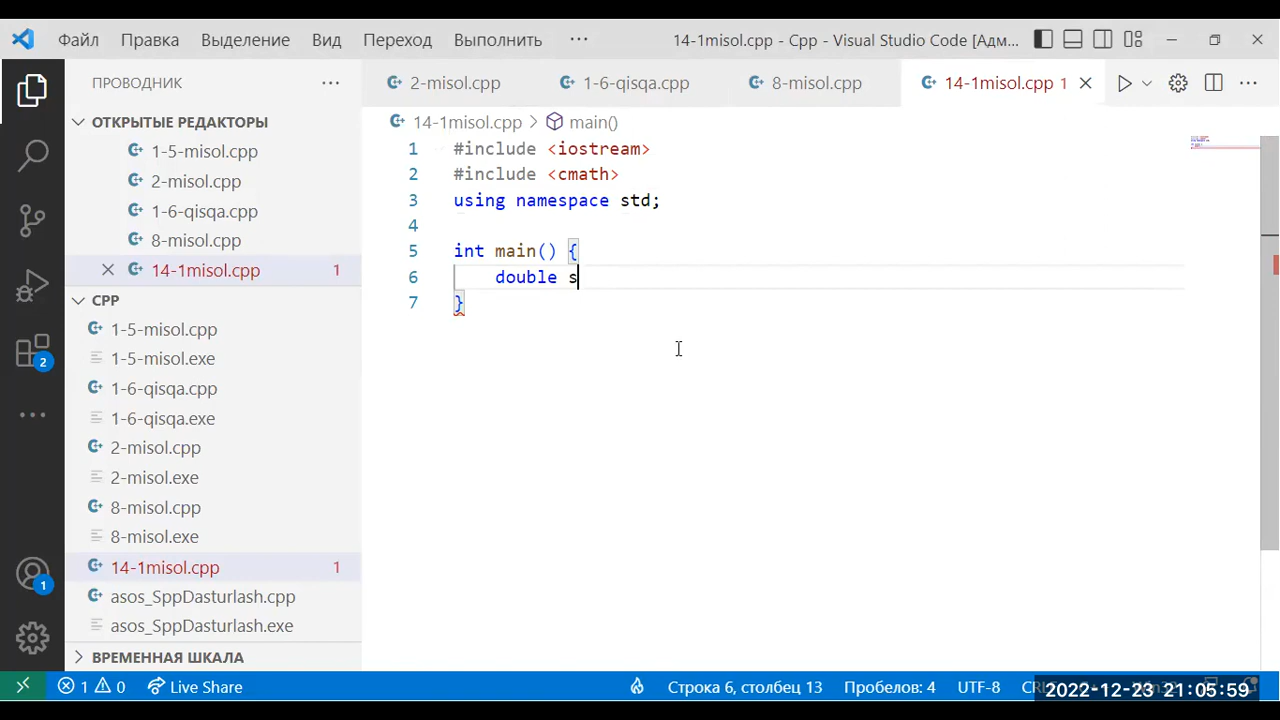 Файл Правка Выделение Вид Переход Выполнить ··· 14-1misol.cpp - Cpp - Visual Studio Code [Адм...
ПРОВОДНИК ···
2-misol.cpp 1-6-qisqa.cpp 8-misol.cpp 14-1misol.cpp 1
ОТКРЫТЫЕ РЕДАКТОРЫ
1-5-misol.cpp
2-misol.cpp
1-6-qisqa.cpp
8-misol.cpp
14-1misol.cpp 1
CPP
1-5-misol.cpp
1-5-misol.exe
1-6-qisqa.cpp
1-6-qisqa.exe
2-misol.cpp
2-misol.exe
8-misol.cpp
8-misol.exe
14-1misol.cpp 1
asos_SppDasturlash.cpp
asos_SppDasturlash.exe
ВРЕМЕННАЯ ШКАЛА
14-1misol.cpp > main()
1 #include <iostream>
2 #include <cmath>
3 using namespace std;
4
5 int main() {
6 double s
7 }
2
1
1 0 Live Share Строка 6, столбец 13 Пробелов: 4 UTF-8
2022-12-23 21:05:59